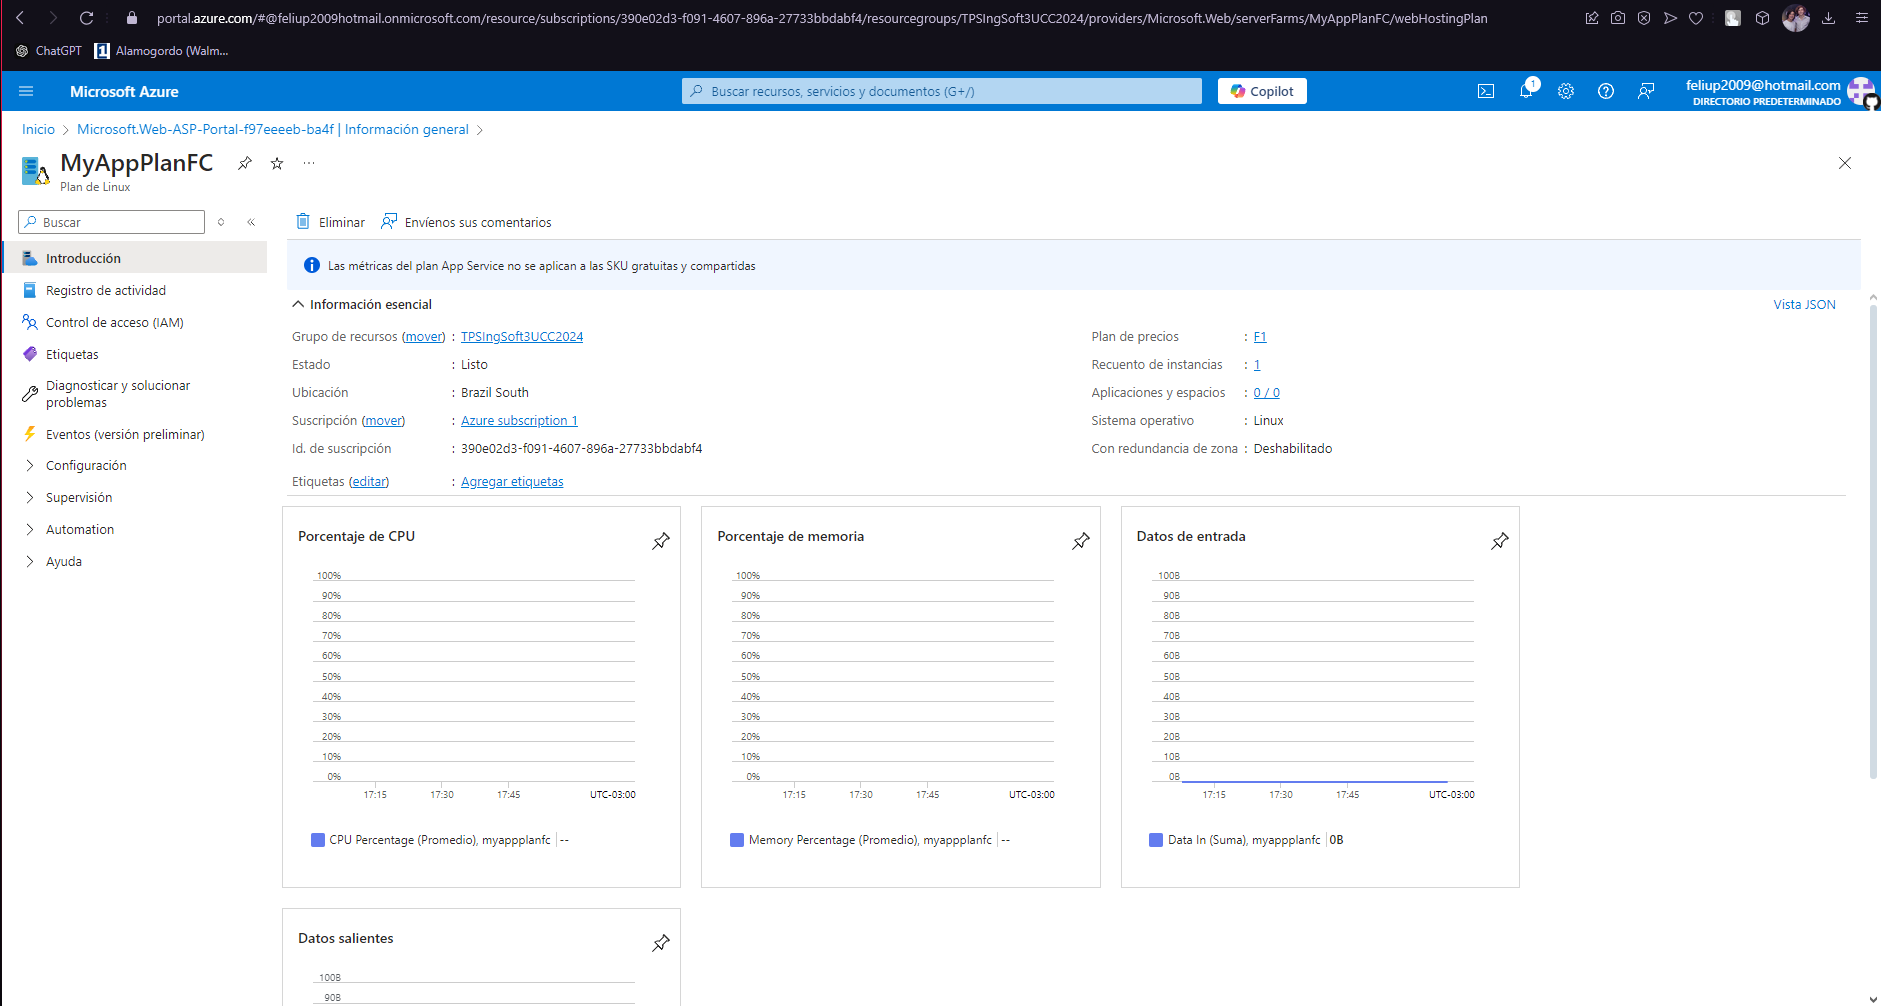 portal.azure.com/#@feliup2009hotmail.onmicrosoft.com/resource/subscriptions/390e02d3-f091-4607-896a-27733bbdabf4/resourcegroups/TPSIngSoft3UCC2024/providers/Microsoft.Web/serverFarms/MyAppPlanFC/webHostingPlan
ChatGPT 1 Alamogordo (Walm...
Microsoft Azure
Buscar recursos, servicios y documentos (G+/)
Copilot
1
feliup2009@hotmail.com
DIRECTORIO PREDETERMINADO
Inicio > Microsoft.Web-ASP-Portal-f97eeeeb-ba4f | Información general >
MyAppPlanFC
Plan de Linux
Buscar
Eliminar
Envíenos sus comentarios
Introducción
Registro de actividad
Control de acceso (IAM)
Etiquetas
Diagnosticar y solucionar
problemas
Eventos (versión preliminar)
Configuración
Supervisión
Automation
Ayuda
Las métricas del plan App Service no se aplican a las SKU gratuitas y compartidas
Información esencial
Vista JSON
Grupo de recursos (mover) : TPSIngSoft3UCC2024
Estado : Listo
Ubicación : Brazil South
Suscripción (mover) : Azure subscription 1
Id. de suscripción : 390e02d3-f091-4607-896a-27733bbdabf4
Etiquetas (editar) : Agregar etiquetas
Plan de precios : F1
Recuento de instancias : 1
Aplicaciones y espacios : 0 / 0
Sistema operativo : Linux
Con redundancia de zona : Deshabilitado
Porcentaje de CPU
100%
90%
80%
70%
60%
50%
40%
30%
20%
10%
0%
17:15 17:30 17:45 UTC-03:00
CPU Percentage (Promedio), myappplanfc | --
Porcentaje de memoria
100%
90%
80%
70%
60%
50%
40%
30%
20%
10%
0%
17:15 17:30 17:45 UTC-03:00
Memory Percentage (Promedio), myappplanfc | --
Datos de entrada
100B
90B
80B
70B
60B
50B
40B
30B
20B
10B
0B
17:15 17:30 17:45 UTC-03:00
Data In (Suma), myappplanfc | 0B
Datos salientes
100B
90B